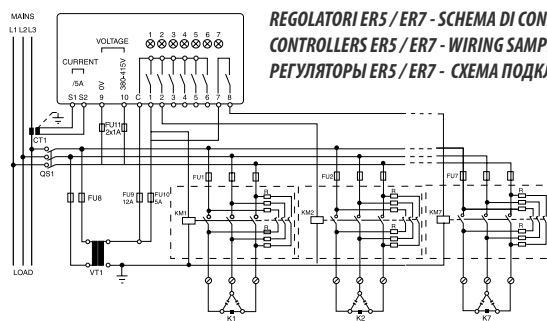 REGOLATORI ER5 / ER7 - SCHEMA DI CON
CONTROLLERS ER5 / ER7 - WIRING SAMP
РЕГУЛЯТОРЫ ER5 / ER7 - СХЕМА ПОДКЛ
MAINS
L1 L2 L3
VOLTAGE
1 2 3 4 5 6 7
CURRENT
/5A
0V
380-415V
S1 S2 9 10 C 1 2 3 4 5 6 7 8
CT1
FU11
2x1A
QS1
FU8
FU9
12A
FU10
5A
FU1
FU2
FU7
R
R
R
KM1
KM2
KM7
VT1
LOAD
K1
K2
K7